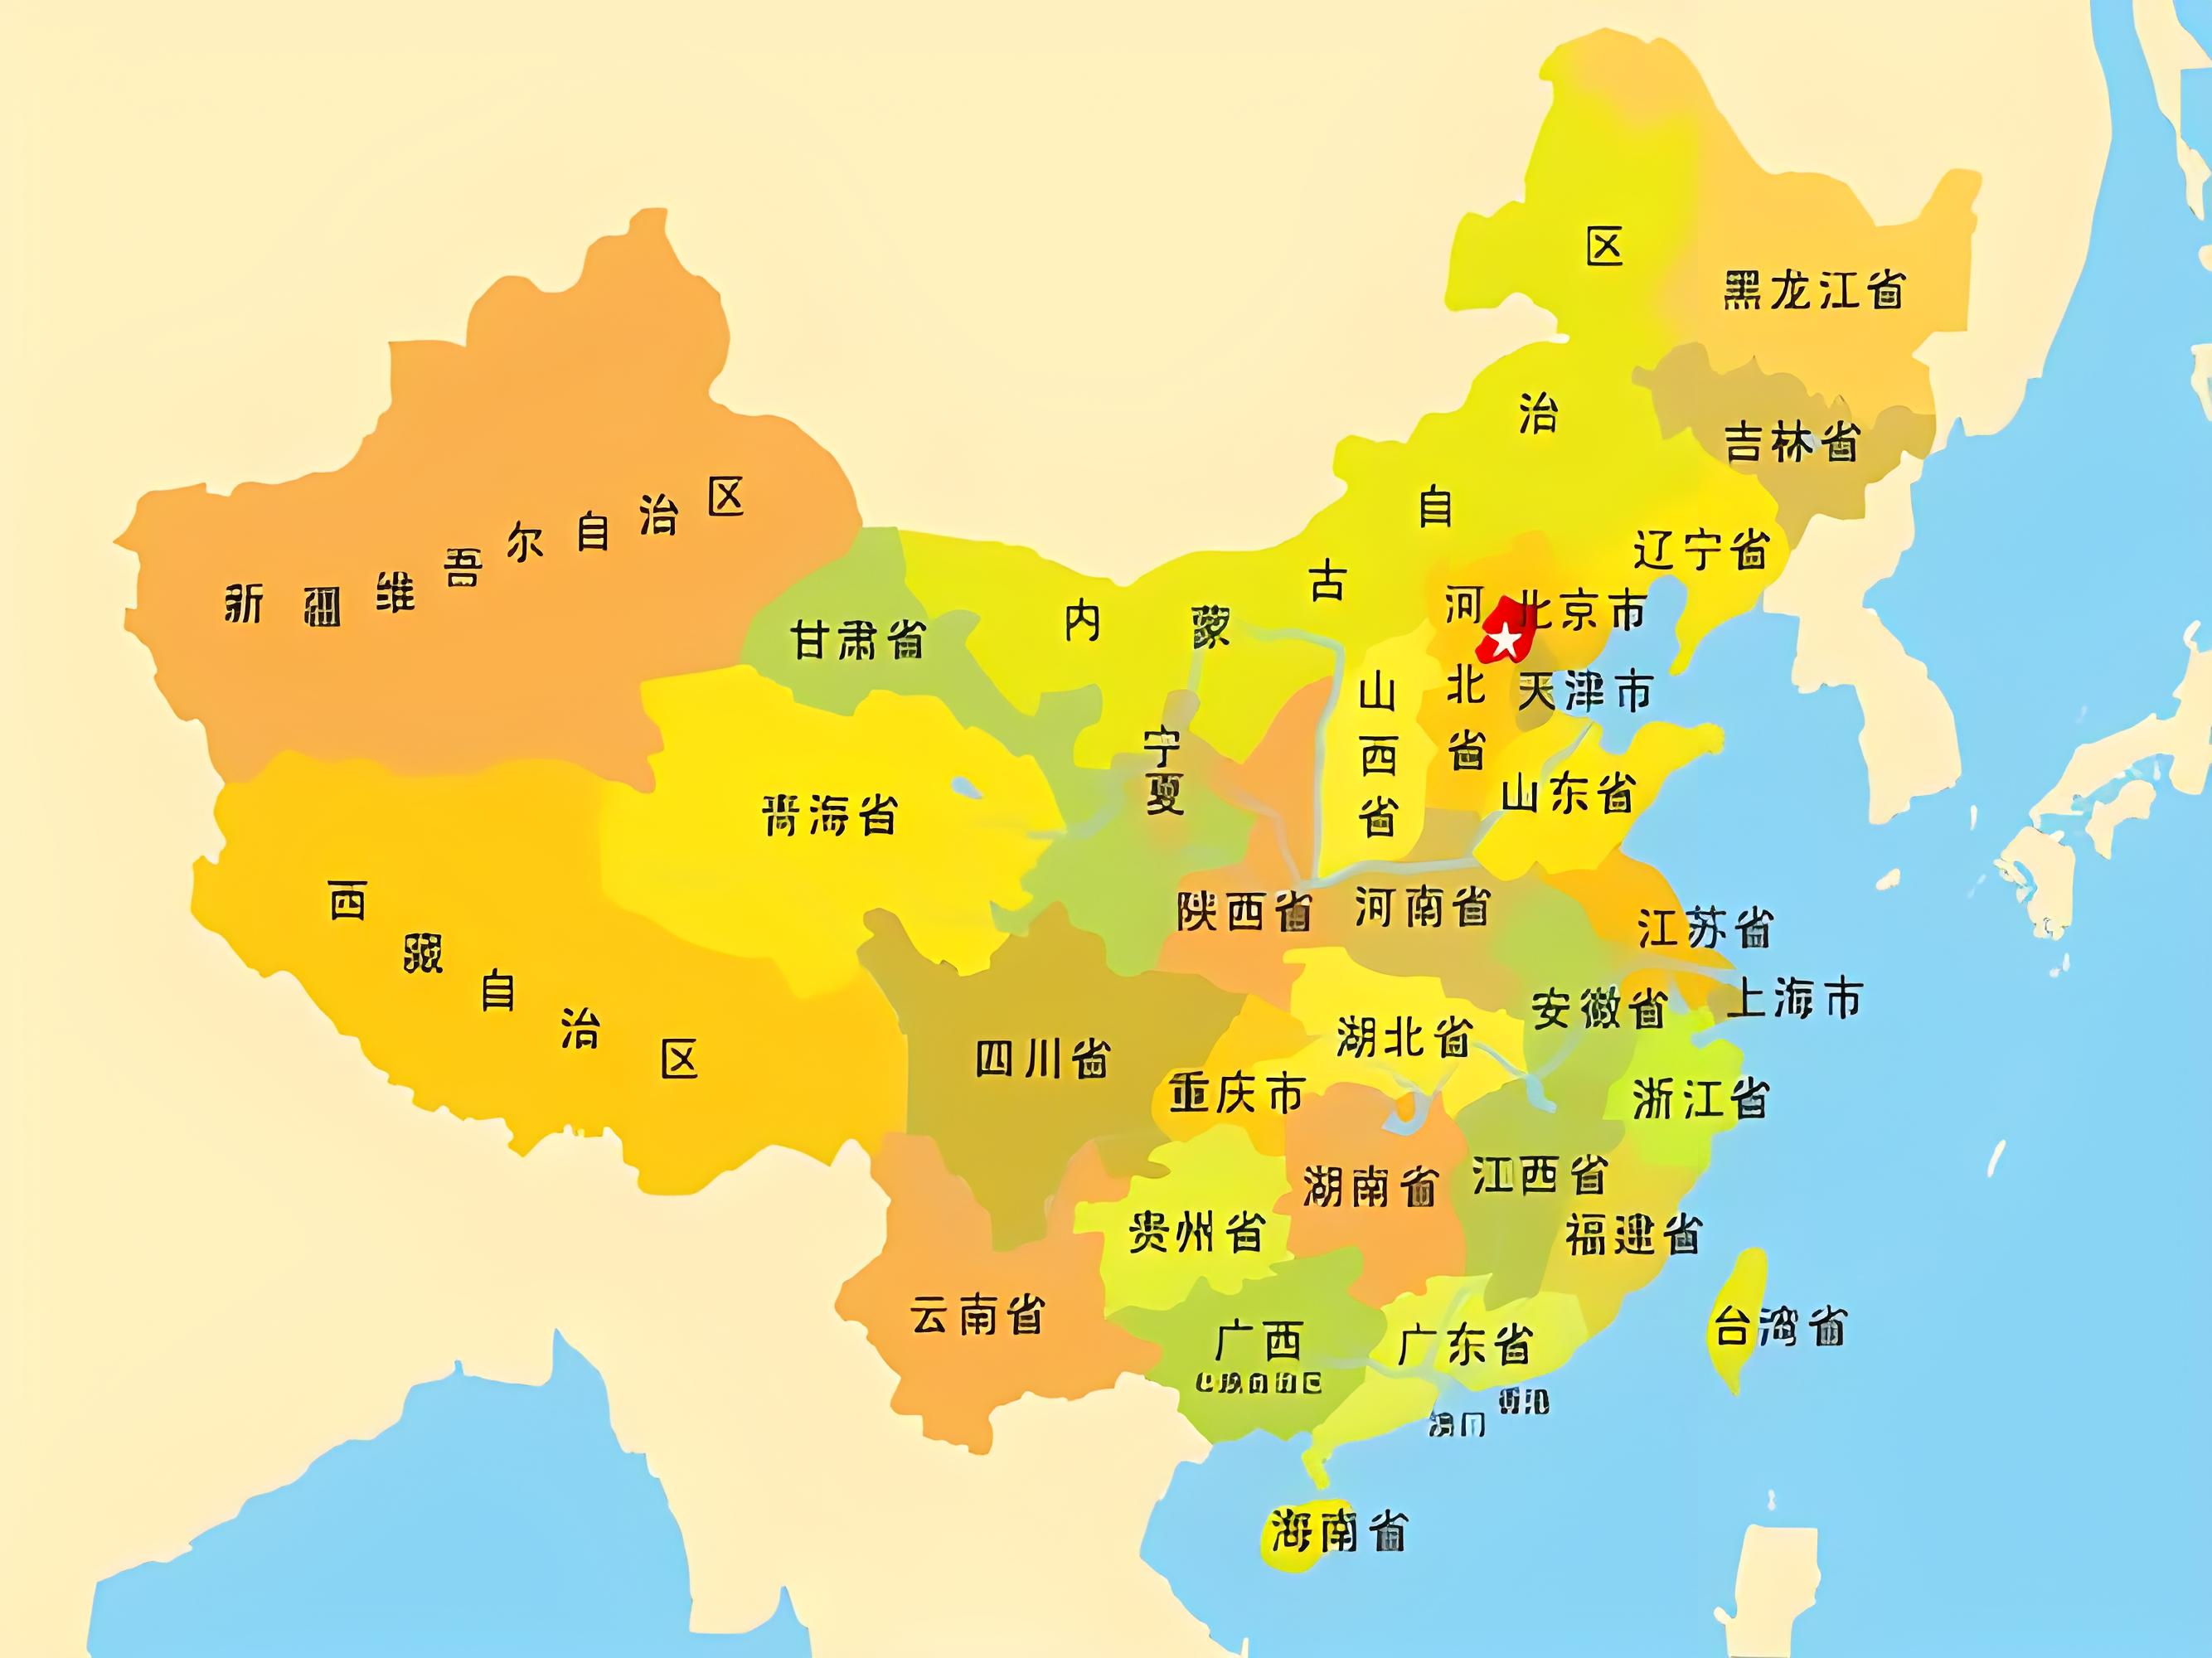 黑龙江省
吉林省
辽宁省
内蒙古自治区
新疆维吾尔自治区
甘肃省
北京市
天津市
河北省
山西省
山东省
宁夏
青海省
陕西省
河南省
江苏省
上海市
安徽省
西藏自治区
四川省
湖北省
重庆市
浙江省
湖南省
江西省
福建省
贵州省
云南省
广西
广东省
台湾省
澳门
海南省